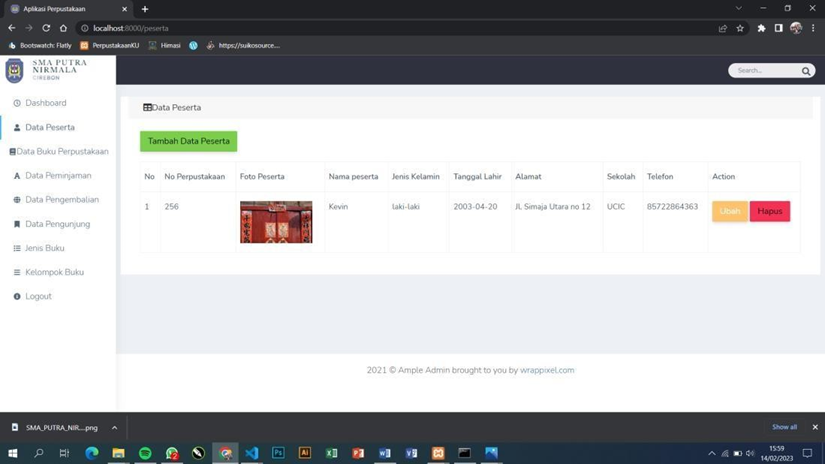 Aplikasi Perpustakaan
localhost:8000/peserta
Bootswatch: Flatly
PerpustakaanKU
Himasi
https://suikosource....
SMA PUTRA
NIRMALA
CIREBON
Search...
Dashboard
Data Peserta
Data Buku Perpustakaan
Data Peminjaman
Data Pengembalian
Data Pengunjung
Jenis Buku
Kelompok Buku
Logout
Data Peserta
Tambah Data Peserta
No No Perpustakaan Foto Peserta Nama peserta Jenis Kelamin Tanggal Lahir Alamat Sekolah Telefon Action
1 256 Kevin laki-laki 2003-04-20 JL Simaja Utara no 12 UCIC 85722864363 Ubah Hapus
2021 © Ample Admin brought to you by wrappixel.com
SMA_PUTRA_NIR....png
Show all
15:59
14/02/2023